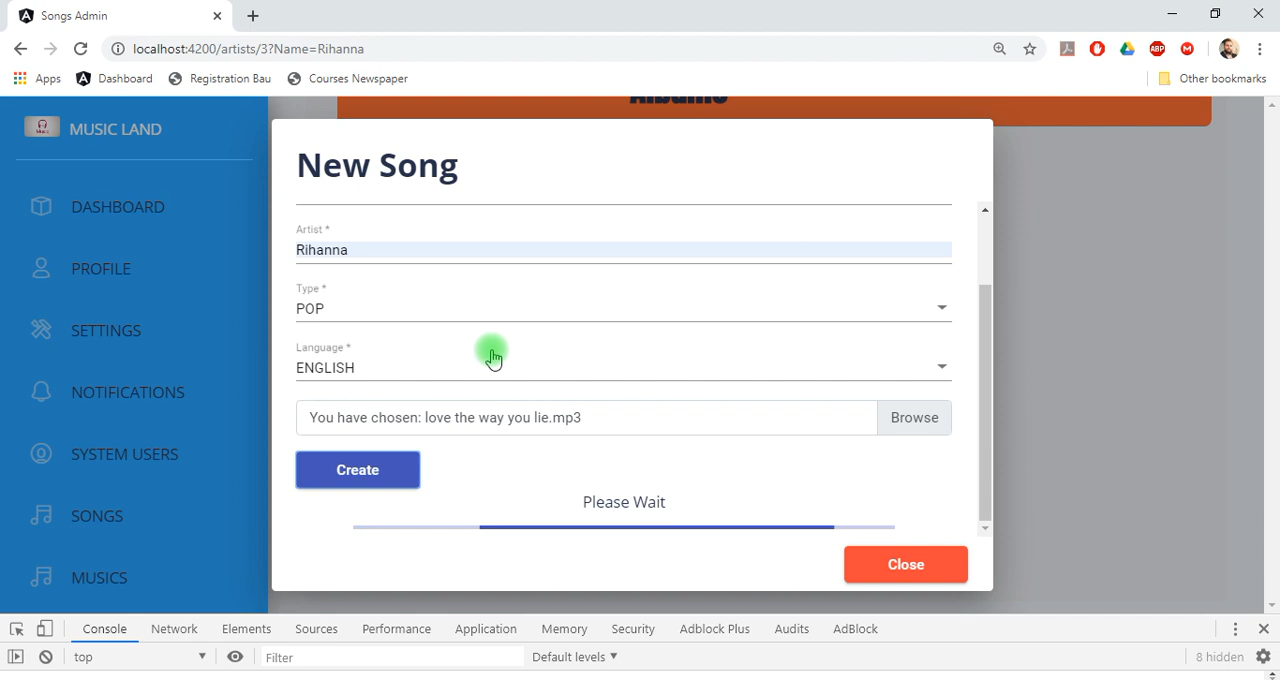 Songs Admin
localhost:4200/artists/3?Name=Rihanna
ABP
M
Apps Dashboard Registration Bau Courses Newspaper Other bookmarks
Albums
MUSIC LAND
DASHBOARD
PROFILE
SETTINGS
NOTIFICATIONS
SYSTEM USERS
SONGS
MUSICS
New Song
Artist *
Rihanna
Type *
POP
Language *
ENGLISH
You have chosen: love the way you lie.mp3 Browse
Create
Please Wait
Close
Console Network Elements Sources Performance Application Memory Security Adblock Plus Audits AdBlock
top Filter Default levels 8 hidden